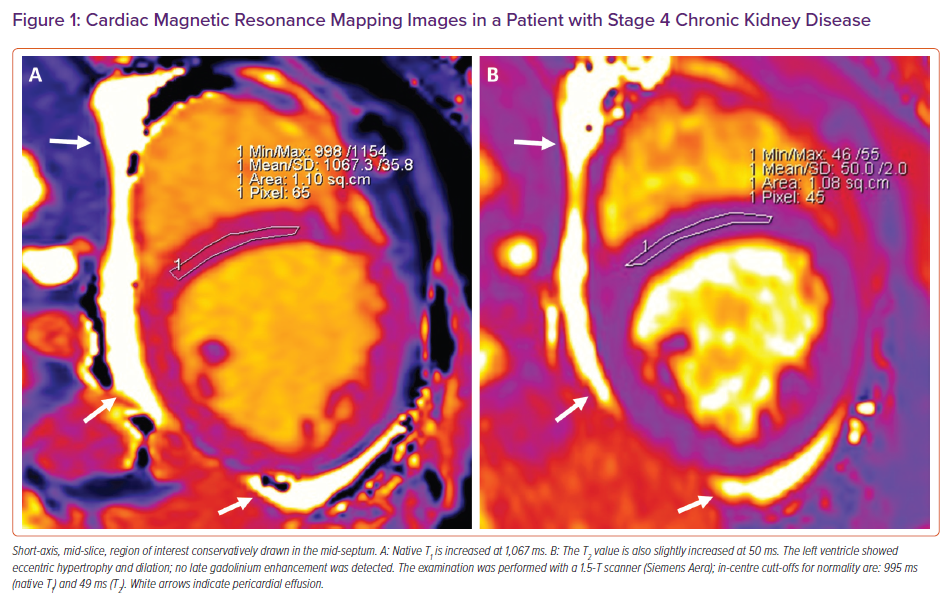 Figure 1: Cardiac Magnetic Resonance Mapping Images in a Patient with Stage 4 Chronic Kidney Disease
A
1 Min/Max: 998 /1154
1 Mean/SD: 1067.3 /35.8
1 Area: 1.10 sq.cm
1 Pixel: 65
1
B
1 Min/Max: 46 /55
1 Mean/SD: 50.0 /2.0
1 Area: 1.08 sq.cm
1 Pixel: 45
1
Short-axis, mid-slice, region of interest conservatively drawn in the mid-septum. A: Native T1 is increased at 1,067 ms. B: The T2 value is also slightly increased at 50 ms. The left ventricle showed
eccentric hypertrophy and dilation; no late gadolinium enhancement was detected. The examination was performed with a 1.5-T scanner (Siemens Aera); in-centre cut-offs for normality are: 995 ms
(native T1) and 49 ms (T2). White arrows indicate pericardial effusion.